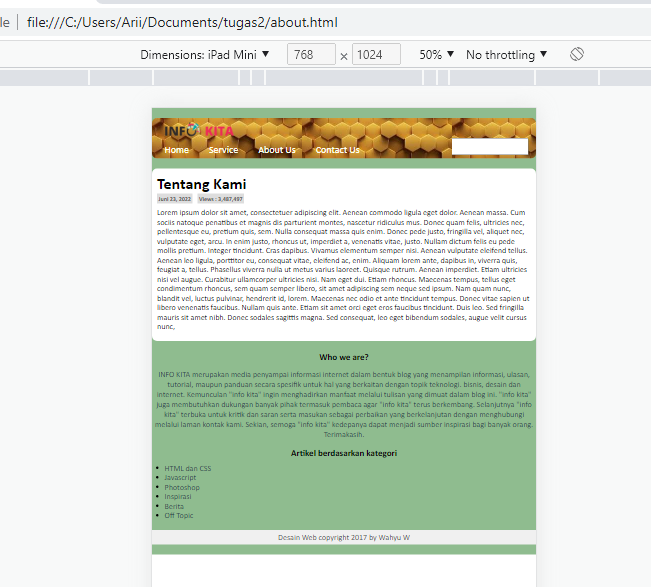 le
file:///C:/Users/Arii/Documents/tugas2/about.html
Dimensions: iPad Mini ▼ 768 × 1024 50% ▼ No throttling ▼
INFO KITA
Home Service About Us Contact Us
Tentang Kami
Juni 23, 2022 Views : 3,487,497
Lorem ipsum dolor sit amet, consectetuer adipiscing elit. Aenean commodo ligula eget dolor. Aenean massa. Cum
sociis natoque penatibus et magnis dis parturient montes, nascetur ridiculus mus. Donec quam felis, ultricies nec,
pellentesque eu, pretium quis, sem. Nulla consequat massa quis enim. Donec pede justo, fringilla vel, aliquet nec,
vulputate eget, arcu. In enim justo, rhoncus ut, imperdiet a, venenatis vitae, justo. Nullam dictum felis eu pede
mollis pretium. Integer tincidunt. Cras dapibus. Vivamus elementum semper nisi. Aenean vulputate eleifend tellus.
Aenean leo ligula, porttitor eu, consequat vitae, eleifend ac, enim. Aliquam lorem ante, dapibus in, viverra quis,
feugiat a, tellus. Phasellus viverra nulla ut metus varius laoreet. Quisque rutrum. Aenean imperdiet. Etiam ultricies
nisi vel augue. Curabitur ullamcorper ultricies nisi. Nam eget dui. Etiam rhoncus. Maecenas tempus, tellus eget
condimentum rhoncus, sem quam semper libero, sit amet adipiscing sem neque sed ipsum. Nam quam nunc,
blandit vel, luctus pulvinar, hendrerit id, lorem. Maecenas nec odio et ante tincidunt tempus. Donec vitae sapien ut
libero venenatis faucibus. Nullam quis ante. Etiam sit amet orci eget eros faucibus tincidunt. Duis leo. Sed fringilla
mauris sit amet nibh. Donec sodales sagittis magna. Sed consequat, leo eget bibendum sodales, augue velit cursus
nunc,
Who we are?
INFO KITA merupakan media penyampai informasi internet dalam bentuk blog yang menampilan informasi, ulasan,
tutorial, maupun panduan secara spesifik untuk hal yang berkaitan dengan topik teknologi. bisnis, desain dan
internet. Kemunculan "info kita" ingin menghadirkan manfaat melalui tulisan yang dimuat dalam blog ini. "info kita"
juga membutuhkan dukungan banyak pihak termasuk pembaca agar "info kita" terus berkembang. Selanjutnya "info
kita" terbuka untuk kritik dan saran serta masukan sebagai perbaikan yang berkelanjutan dengan menghubungi
melalui laman kontak kami. Sekian, semoga "info kita" kedepanya dapat menjadi sumber inspirasi bagi banyak orang.
Terimakasih.
Artikel berdasarkan kategori
• HTML dan CSS
• Javascript
• Photoshop
• Inspirasi
• Berita
• Off Topic
Desain Web copyright 2017 by Wahyu W